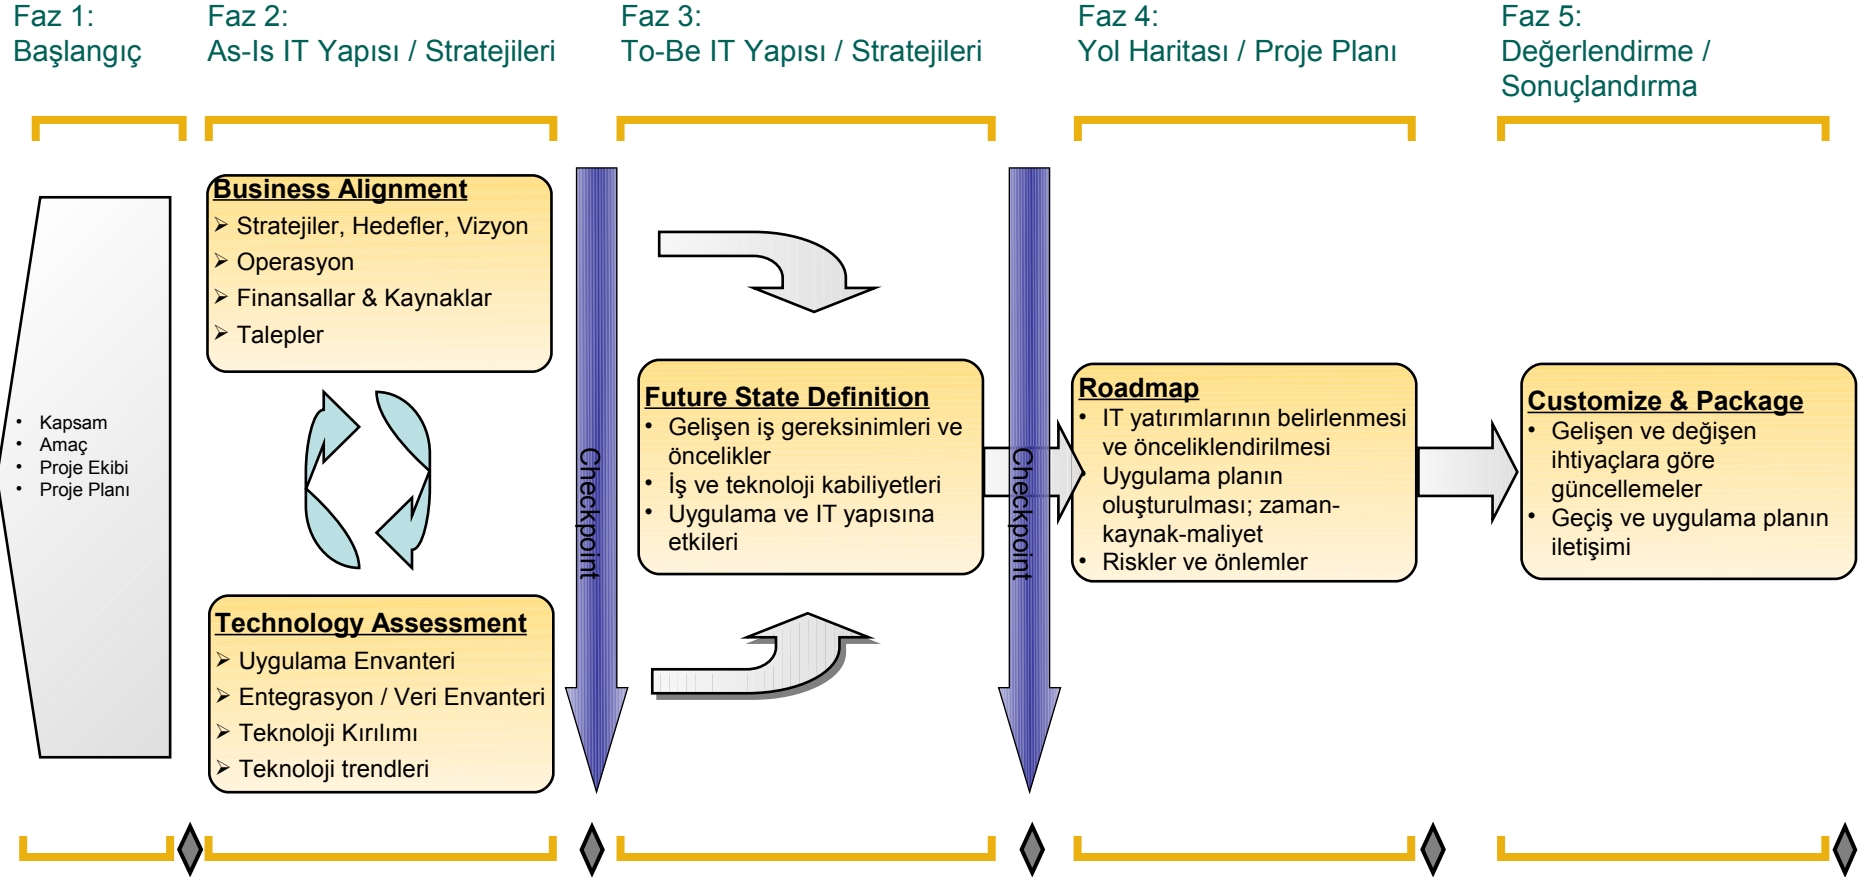 Faz 1:
Başlangıç
Faz 2:
As-Is IT Yapısı / Stratejileri
Faz 3:
To-Be IT Yapısı / Stratejileri
Faz 4:
Yol Haritası / Proje Planı
Faz 5:
Değerlendirme /
Sonuçlandırma
• Kapsam
• Amaç
• Proje Ekibi
• Proje Planı
Business Alignment
➢ Stratejiler, Hedefler, Vizyon
➢ Operasyon
➢ Finansallar & Kaynaklar
➢ Talepler
Technology Assessment
➢ Uygulama Envanteri
➢ Entegrasyon / Veri Envanteri
➢ Teknoloji Kırılımı
➢ Teknoloji trendleri
Checkpoint
Future State Definition
• Gelişen iş gereksinimleri ve
öncelikler
• İş ve teknoloji kabiliyetleri
• Uygulama ve IT yapısına
etkileri
Checkpoint
Roadmap
• IT yatırımlarının belirlenmesi
ve önceliklendirilmesi
• Uygulama planın
oluşturulması; zaman-
kaynak-maliyet
• Riskler ve önlemler
Customize & Package
• Gelişen ve değişen
ihtiyaçlara göre
güncellemeler
• Geçiş ve uygulama planın
iletişimi